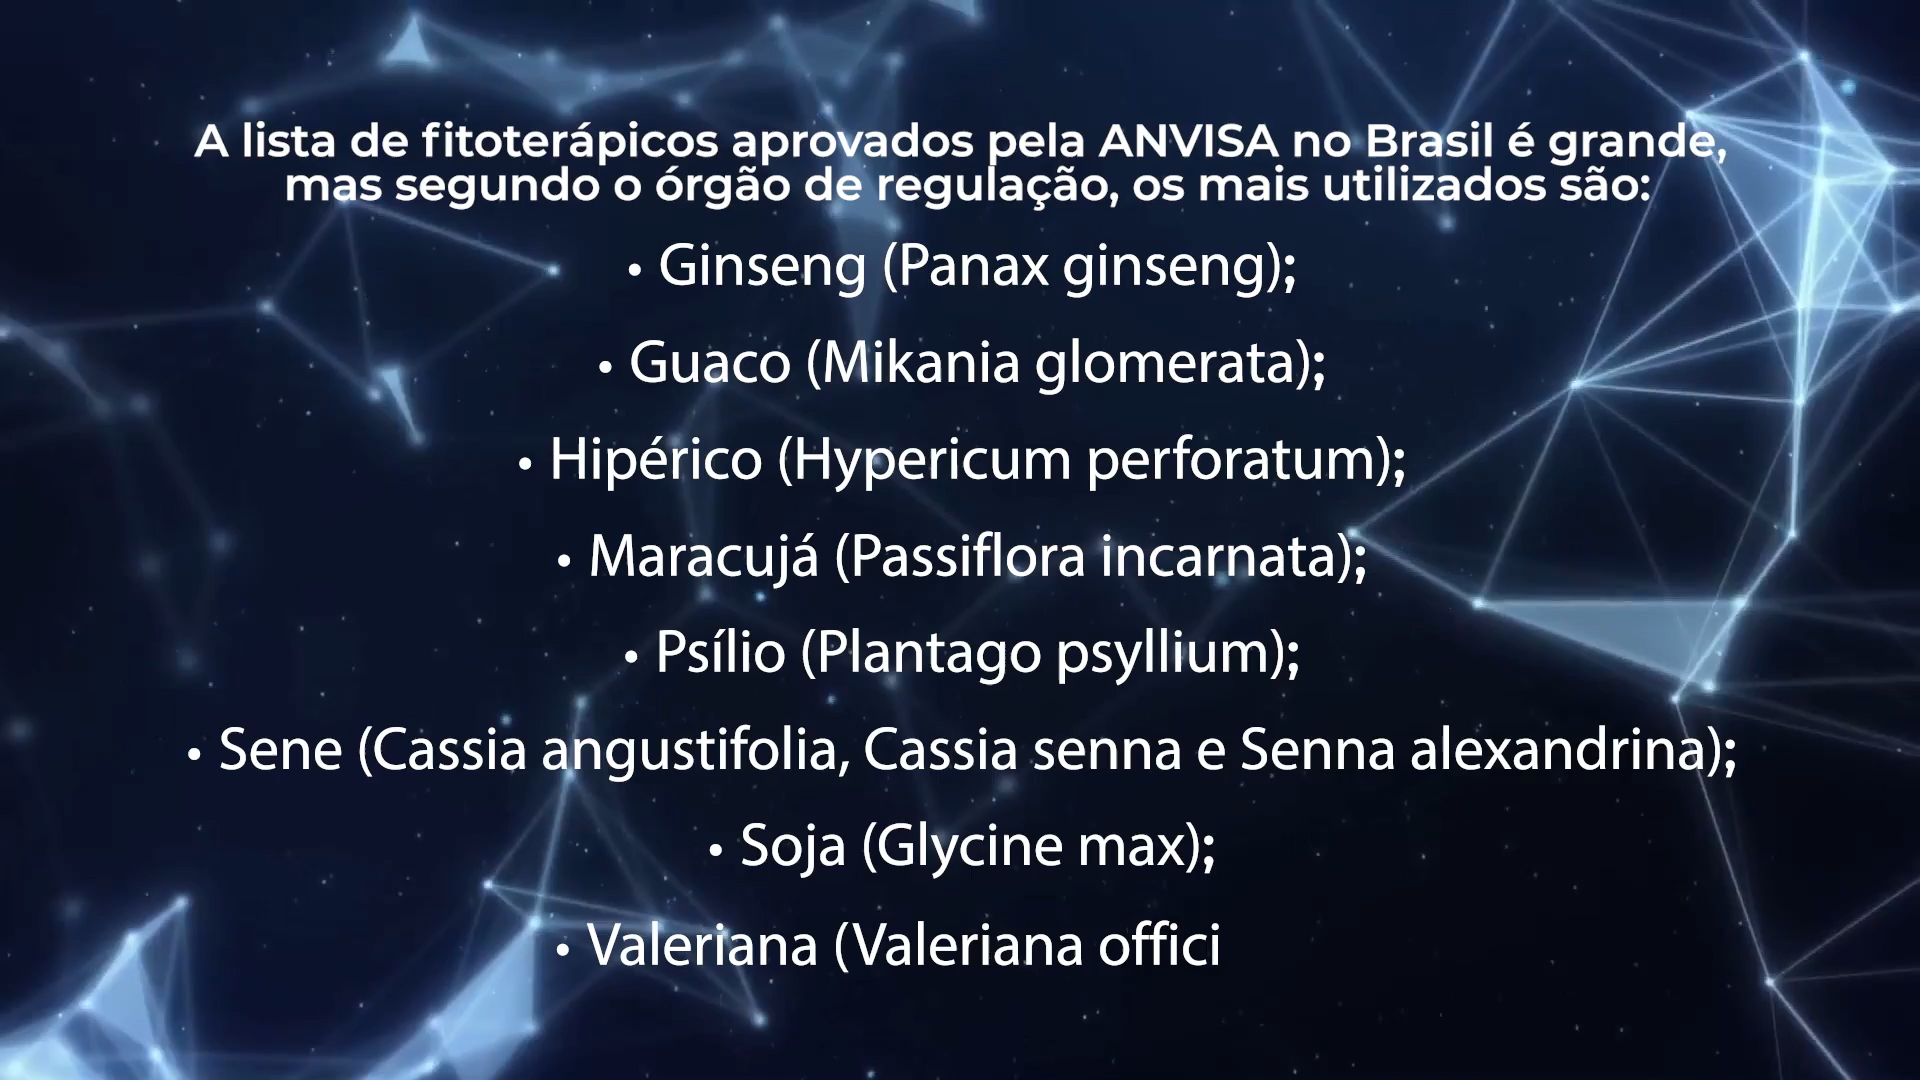 A lista de fitoterápicos aprovados pela ANVISA no Brasil é grande,
mas segundo o órgão de regulação, os mais utilizados são:
• Ginseng (Panax ginseng);
• Guaco (Mikania glomerata);
• Hipérico (Hypericum perforatum);
• Maracujá (Passiflora incarnata);
• Psílio (Plantago psyllium);
• Sene (Cassia angustifolia, Cassia senna e Senna alexandrina);
• Soja (Glycine max);
• Valeriana (Valeriana offici